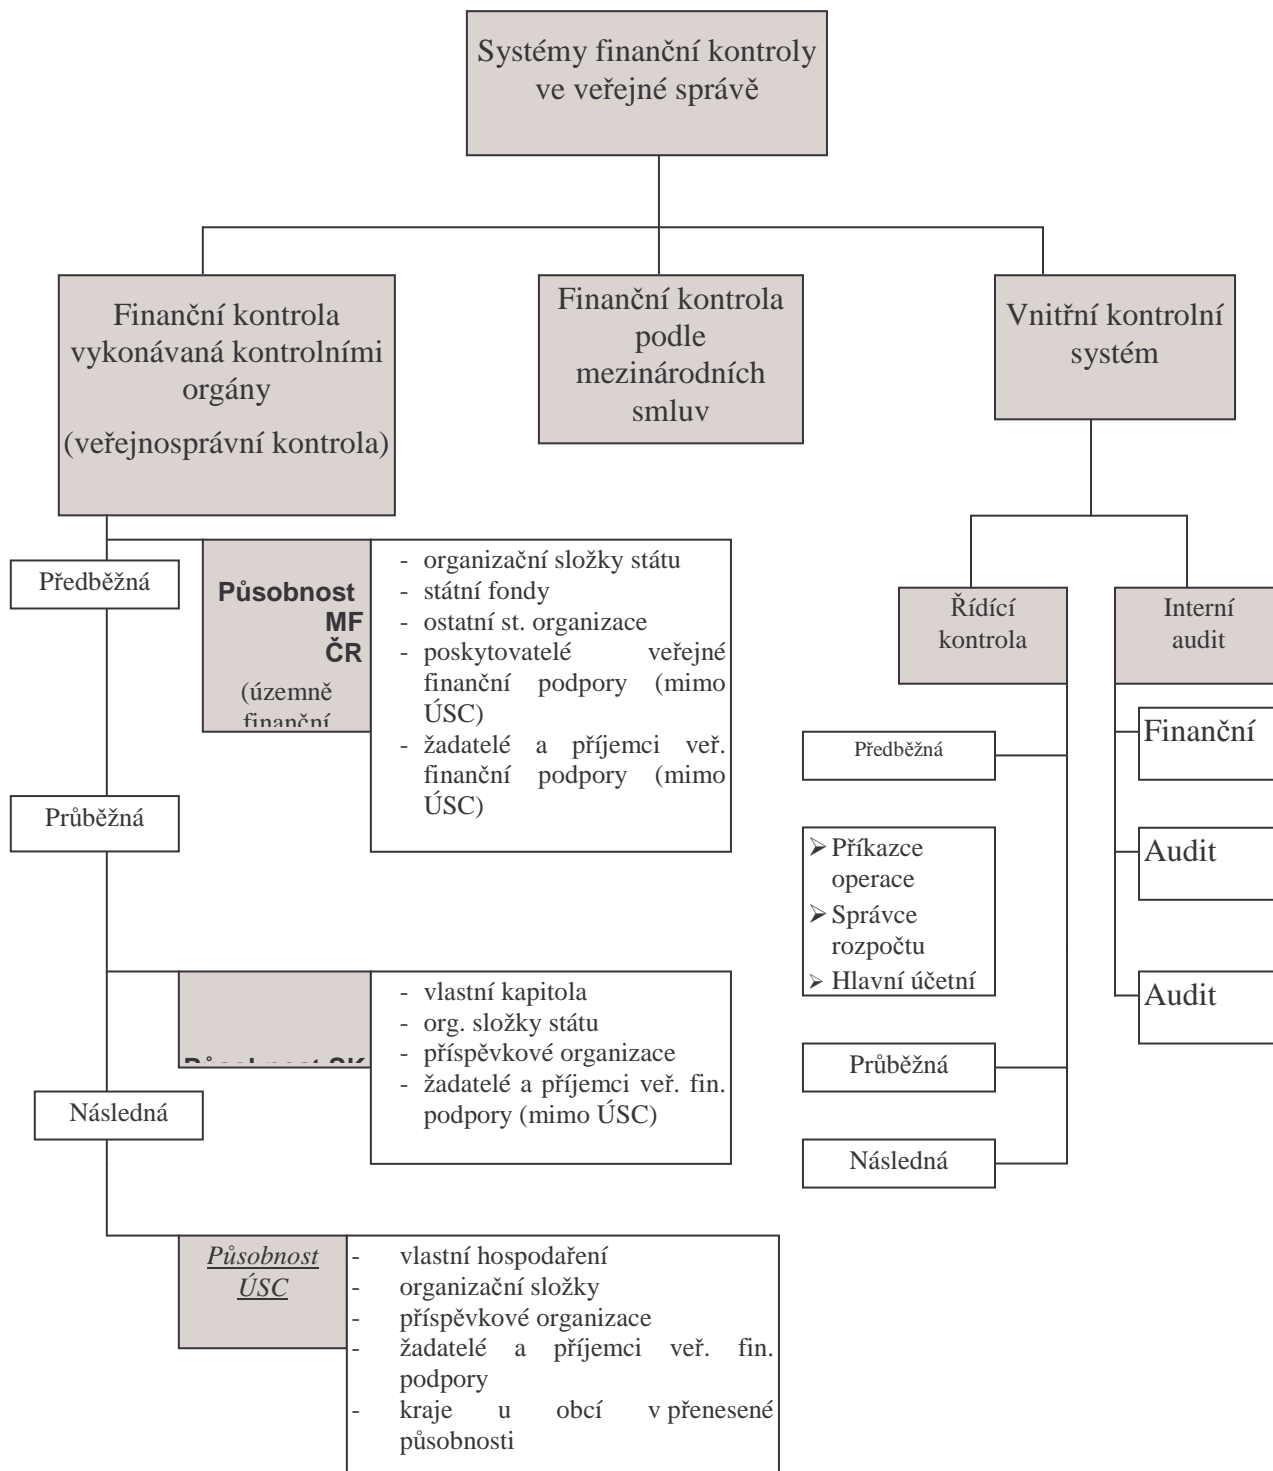 Systémy finanční kontroly
ve veřejné správě
Finanční kontrola
vykonávaná kontrolními
orgány
(veřejnosprávní kontrola)
Finanční kontrola
podle
mezinárodních
smluv
Vnitřní kontrolní
systém
Předběžná
Průběžná
Následná
Působnost
MF
ČR
(územně
finanční
- organizační složky státu
- státní fondy
- ostatní st. organizace
- poskytovatelé veřejné
finanční podpory (mimo
ÚSC)
- žadatelé a příjemci veř.
finanční podpory (mimo
ÚSC)
- vlastní kapitola
- org. složky státu
- příspěvkové organizace
- žadatelé a příjemci veř. fin.
podpory (mimo ÚSC)
Působnost
ÚSC
- vlastní hospodaření
- organizační složky
- příspěvkové organizace
- žadatelé a příjemci veř. fin.
podpory
- kraje u obcí v přenesené
působnosti
Řídící
kontrola
Předběžná
➢ Příkazce
operace
➢ Správce
rozpočtu
➢ Hlavní účetní
Průběžná
Následná
Interní
audit
Finanční
Audit
Audit